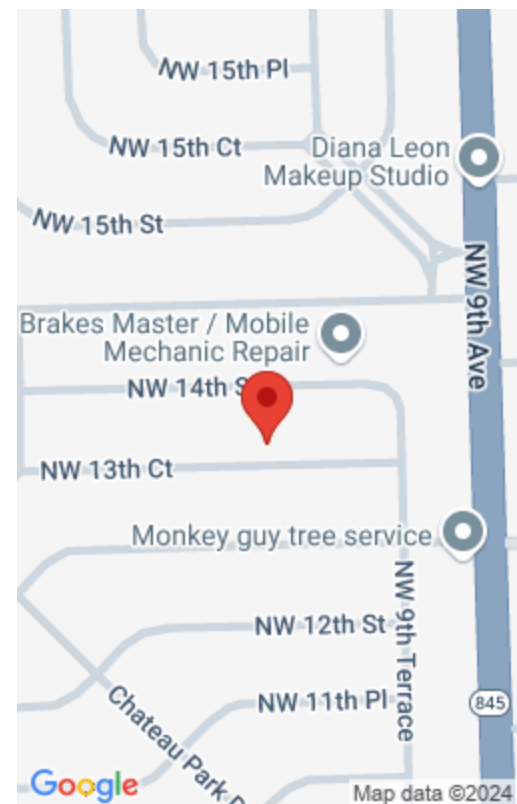 NW 15th Pl
NW 15th Ct
Diana Leon
Makeup Studio
NW 15th St
NW 9th Ave
Brakes Master / Mobile
Mechanic Repair
NW 14th S
NW 13th Ct
Monkey guy tree service
NW 9th Terrace
NW 12th St
NW 11th Pl
845
Chateau Park D
Google
Map data ©2024